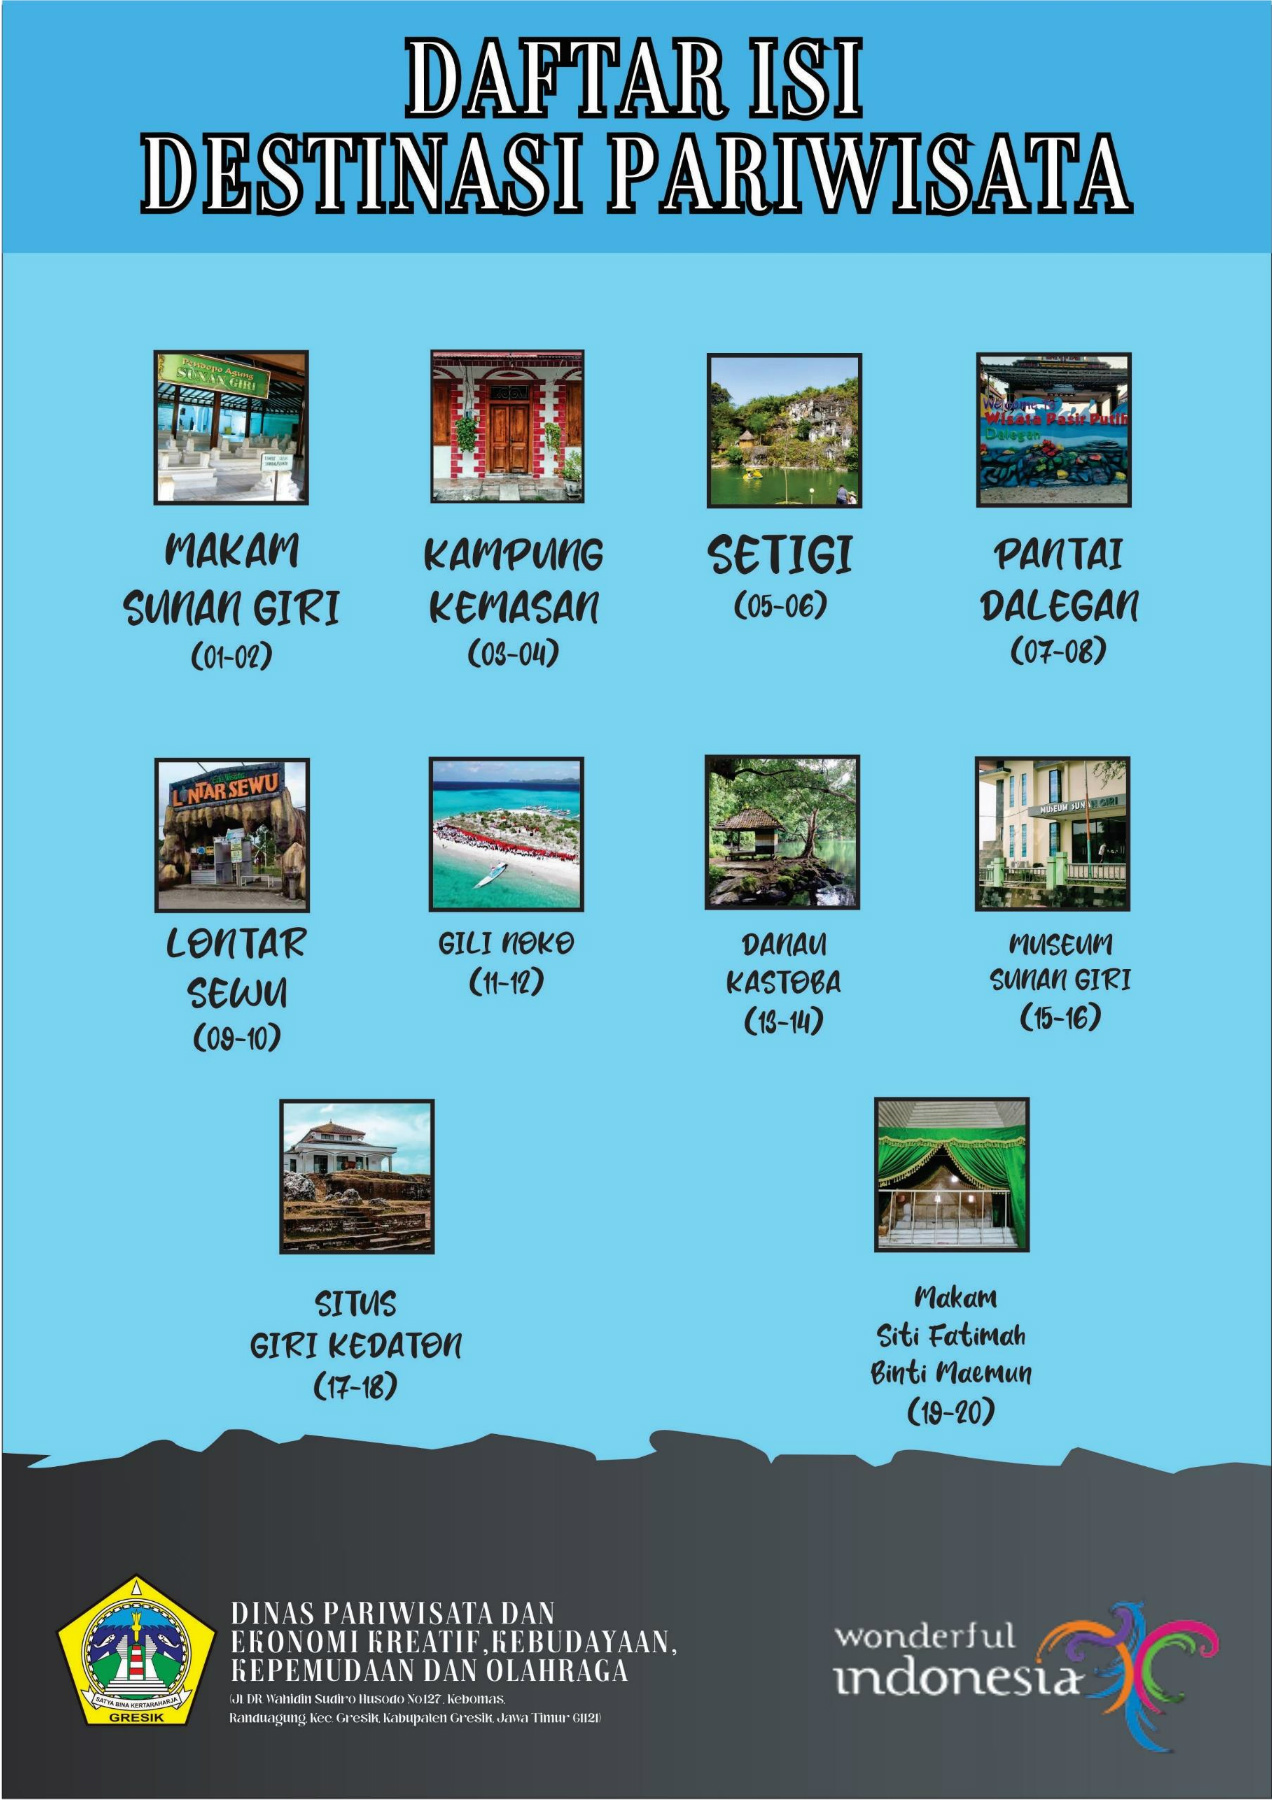 DAFTAR ISI
DESTINASI PARIWISATA
Pendopo Agung
SUNAN GIRI
Welcome To
Wisata Pasir Putih
Dalegan
MAKAM
SUNAN GIRI
(01-02)
KAMPUNG
KEMASAN
(03-04)
SETIGI
(05-06)
PANTAI
DALEGAN
(07-08)
LONTAR SEWU
MUSEUM SUNAN GIRI
LONTAR
SEWU
(09-10)
GILI NOKO
(11-12)
DANAU
KASTOBA
(13-14)
MUSEUM
SUNAN GIRI
(15-16)
SITUS
GIRI KEDATON
(17-18)
Makam
Siti Fatimah
Binti Maemun
(19-20)
SATYA BINA KERTARAHARJA
GRESIK
DINAS PARIWISATA DAN
EKONOMI KREATIF,KEBUDAYAAN,
KEPEMUDAAN DAN OLAHRAGA
(Jl DR Wahidin Sudiro Husodo No127, Kebomas,
Randuagung, Kec. Gresik, Kabupaten Gresik, Jawa Timur 61121)
wonderful
indonesia